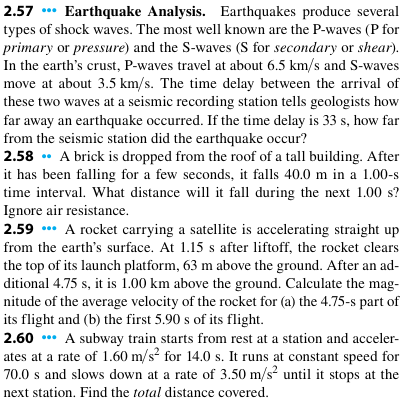 2.57 ••• Earthquake Analysis. Earthquakes produce several
types of shock waves. The most well known are the P-waves (P for
primary or pressure) and the S-waves (S for secondary or shear).
In the earth's crust, P-waves travel at about 6.5 km/s and S-waves
move at about 3.5 km/s. The time delay between the arrival of
these two waves at a seismic recording station tells geologists how
far away an earthquake occurred. If the time delay is 33 s, how far
from the seismic station did the earthquake occur?
2.58 •• A brick is dropped from the roof of a tall building. After
it has been falling for a few seconds, it falls 40.0 m in a 1.00-s
time interval. What distance will it fall during the next 1.00 s?
Ignore air resistance.
2.59 ••• A rocket carrying a satellite is accelerating straight up
from the earth's surface. At 1.15 s after liftoff, the rocket clears
the top of its launch platform, 63 m above the ground. After an ad-
ditional 4.75 s, it is 1.00 km above the ground. Calculate the mag-
nitude of the average velocity of the rocket for (a) the 4.75-s part of
its flight and (b) the first 5.90 s of its flight.
2.60 ••• A subway train starts from rest at a station and acceler-
ates at a rate of 1.60 m/s² for 14.0 s. It runs at constant speed for
70.0 s and slows down at a rate of 3.50 m/s² until it stops at the
next station. Find the total distance covered.